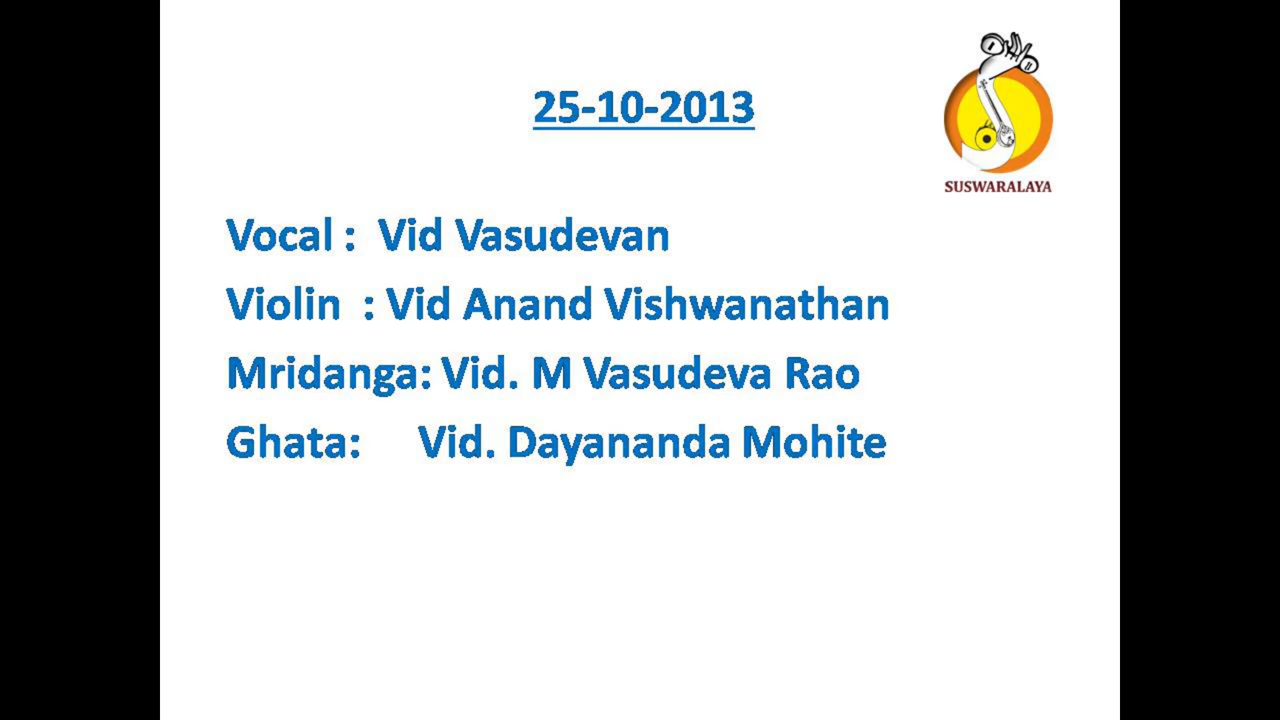 25-10-2013
SUSWARALAYA
Vocal : Vid Vasudevan
Violin : Vid Anand Vishwanathan
Mridanga: Vid. M Vasudeva Rao
Ghata: Vid. Dayananda Mohite